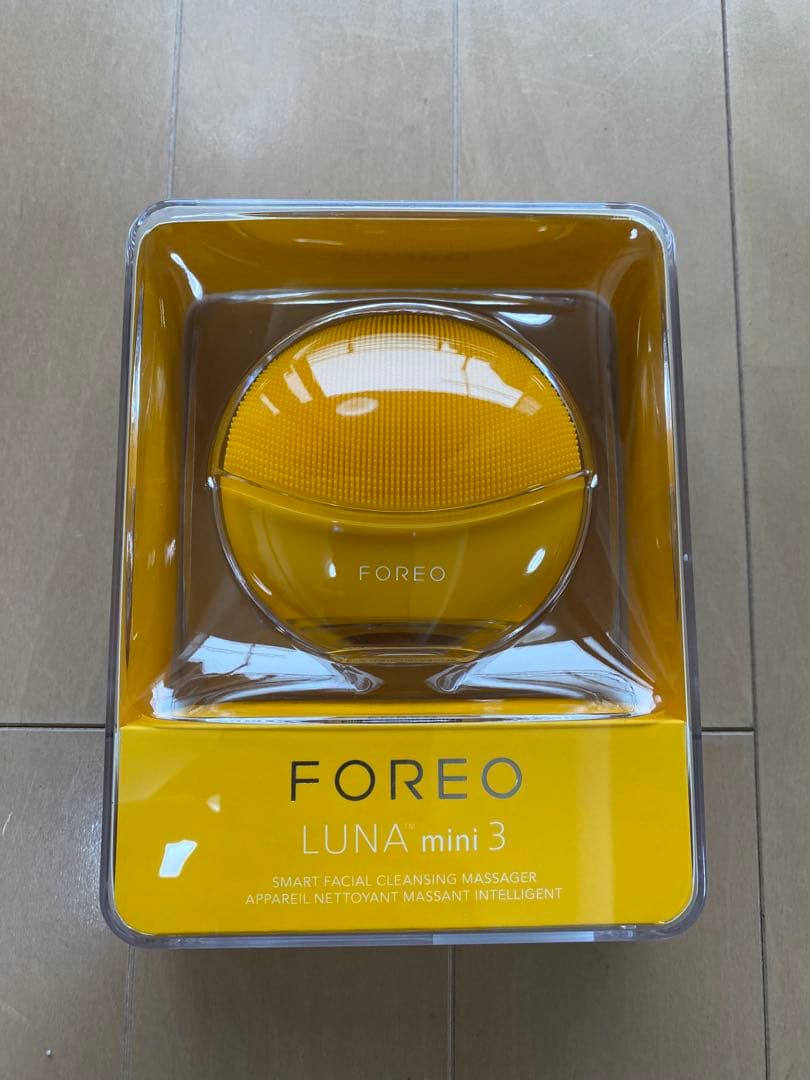 FOREO
FOREO
LUNA™ mini 3
SMART FACIAL CLEANSING MASSAGER
APPAREIL NETTOYANT MASSANT INTELLIGENT